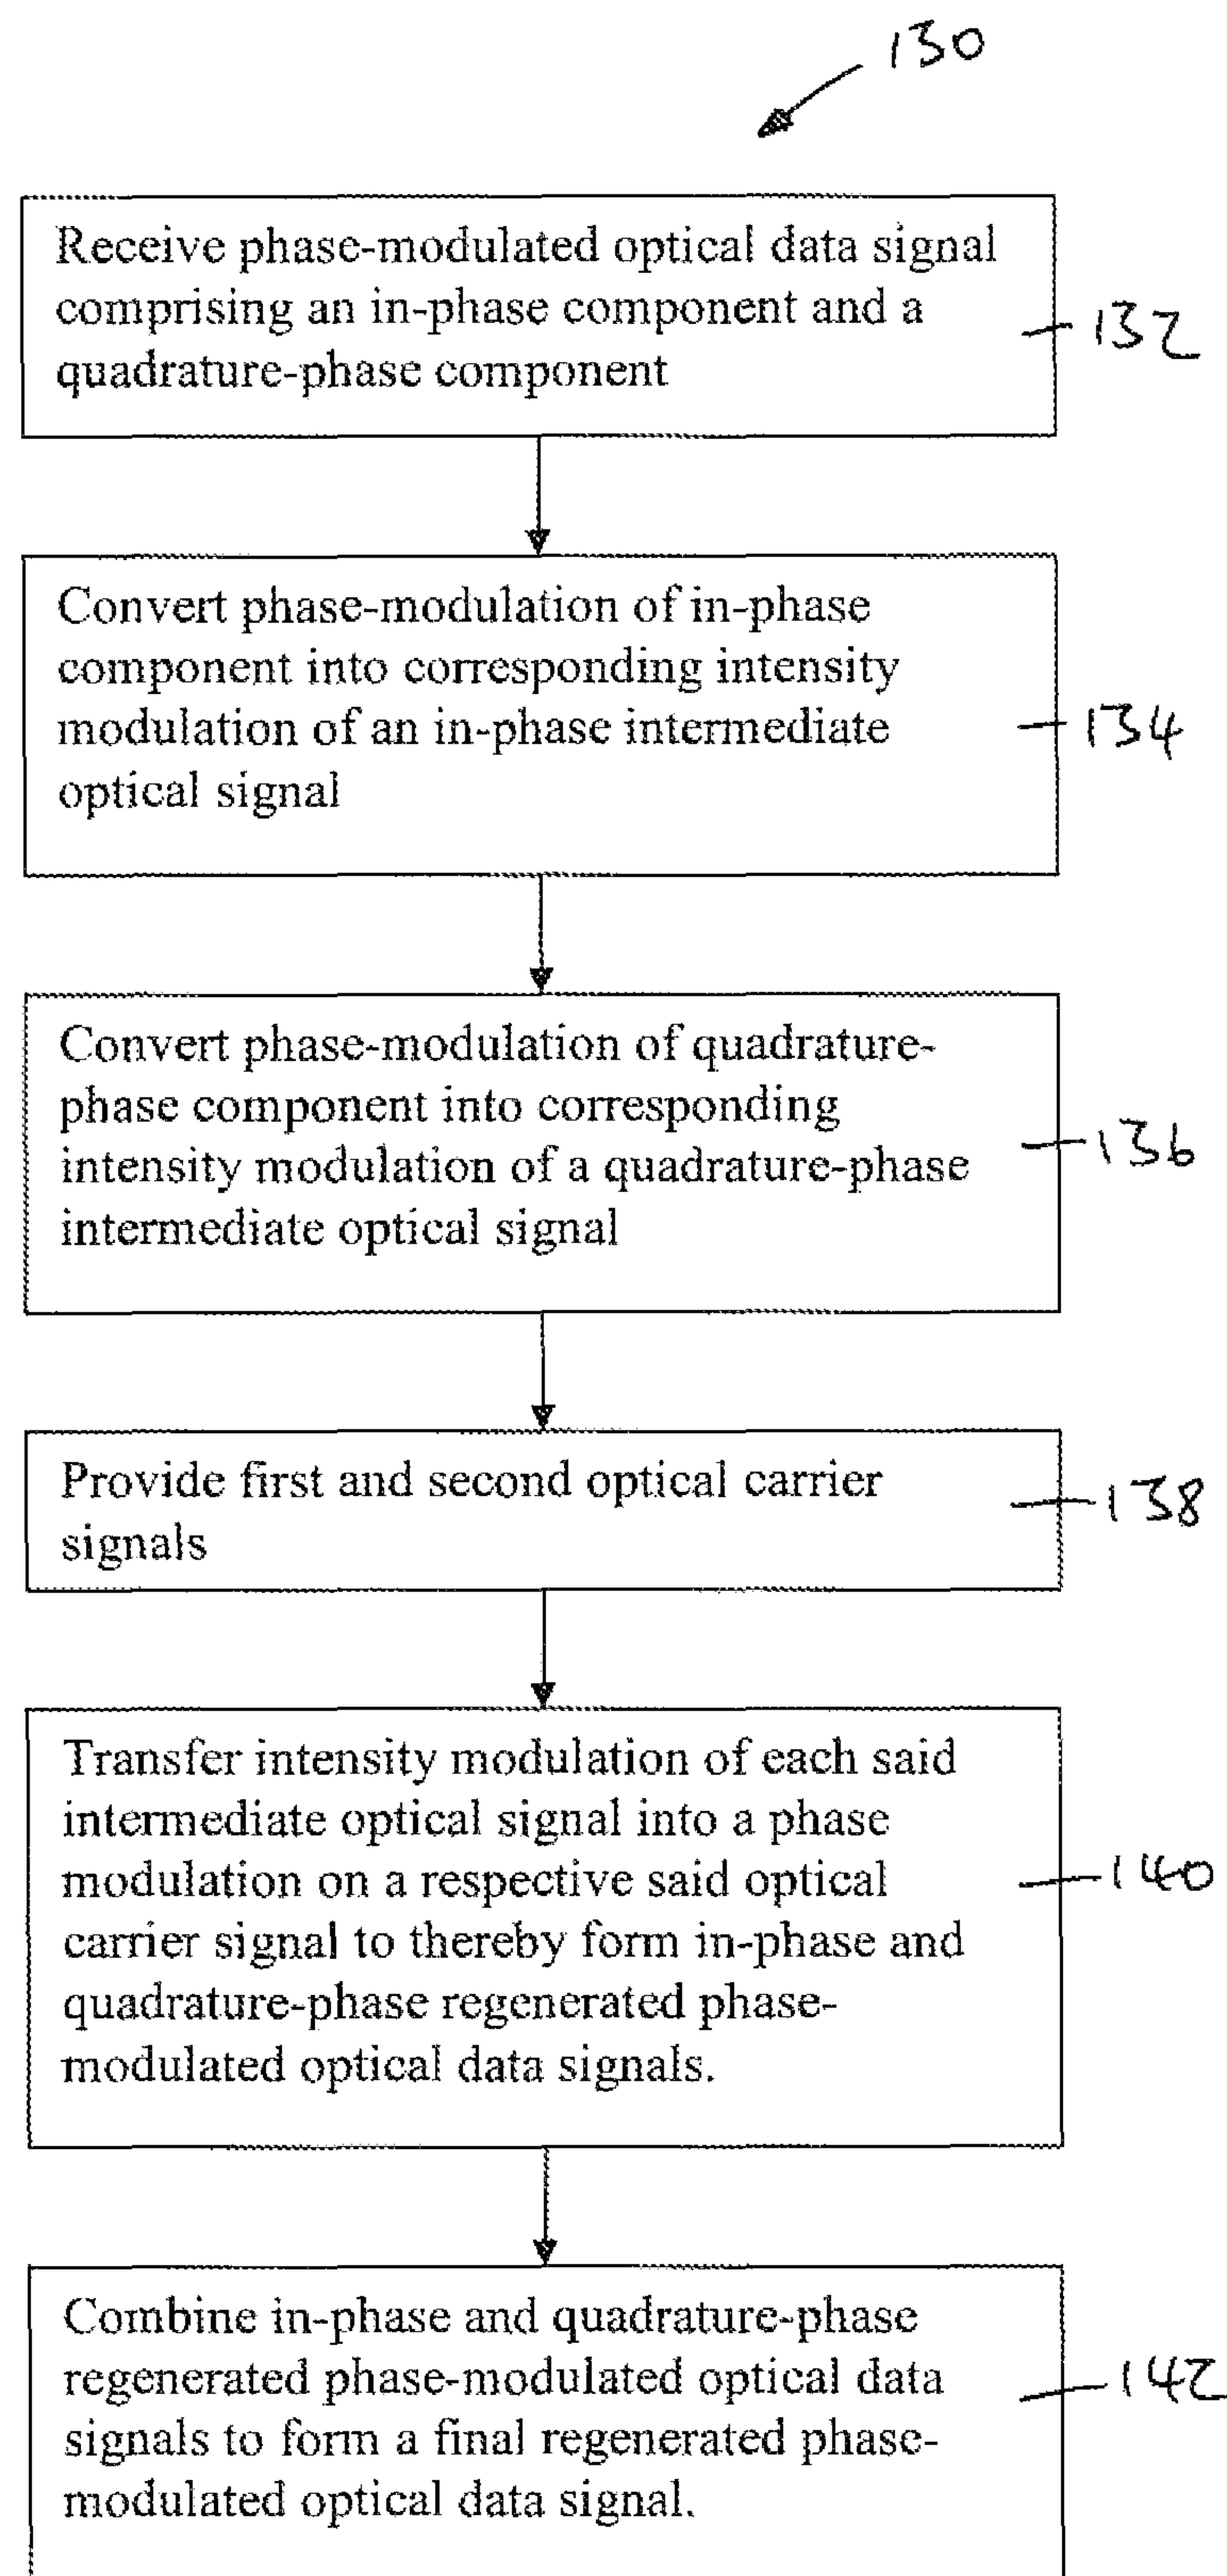 130
Receive phase-modulated optical data signal
comprising an in-phase component and a
quadrature-phase component
132
Convert phase-modulation of in-phase
component into corresponding intensity
modulation of an in-phase intermediate
optical signal
134
Convert phase-modulation of quadrature-
phase component into corresponding
intensity modulation of a quadrature-phase
intermediate optical signal
136
Provide first and second optical carrier
signals
138
Transfer intensity modulation of each said
intermediate optical signal into a phase
modulation on a respective said optical
carrier signal to thereby form in-phase and
quadrature-phase regenerated phase-
modulated optical data signals.
140
Combine in-phase and quadrature-phase
regenerated phase-modulated optical data
signals to form a final regenerated phase-
modulated optical data signal.
142